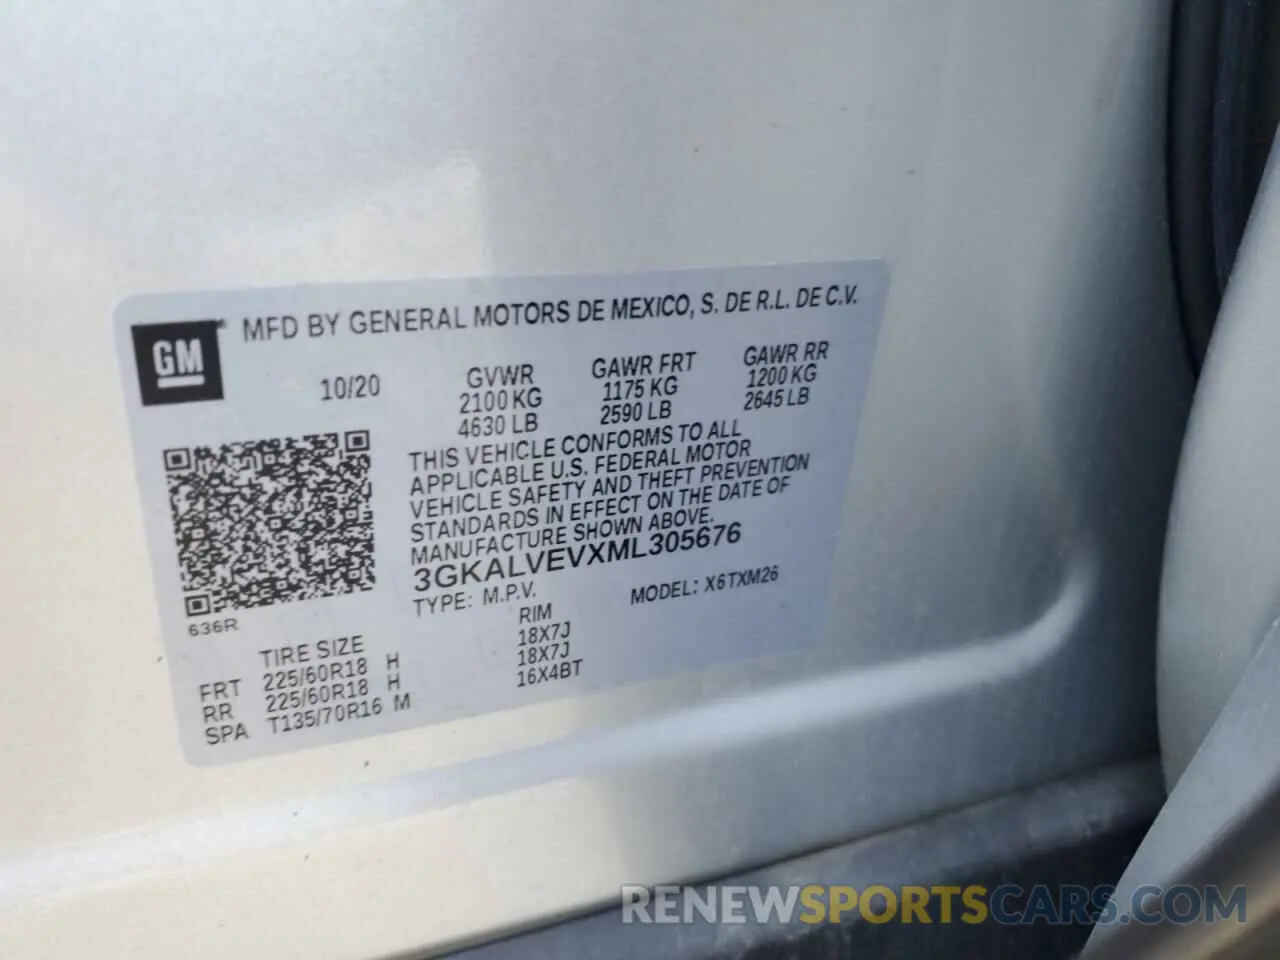 MFD BY GENERAL MOTORS DE MEXICO, S. DE R.L. DE C.V.
GM
10/20
GVWR GAWR FRT GAWR RR
2100 KG 1175 KG 1200 KG
4630 LB 2590 LB 2645 LB
THIS VEHICLE CONFORMS TO ALL
APPLICABLE U.S. FEDERAL MOTOR
VEHICLE SAFETY AND THEFT PREVENTION
STANDARDS IN EFFECT ON THE DATE OF
MANUFACTURE SHOWN ABOVE.
3GKALVEVXML305676
TYPE: M.P.V. MODEL: X6TXM26
636R
TIRE SIZE RIM
FRT 225/60R18 H 18X7J
RR 225/60R18 H 18X7J
SPA T135/70R16 M 16X4BT
RENEWSPORTSCARS.COM